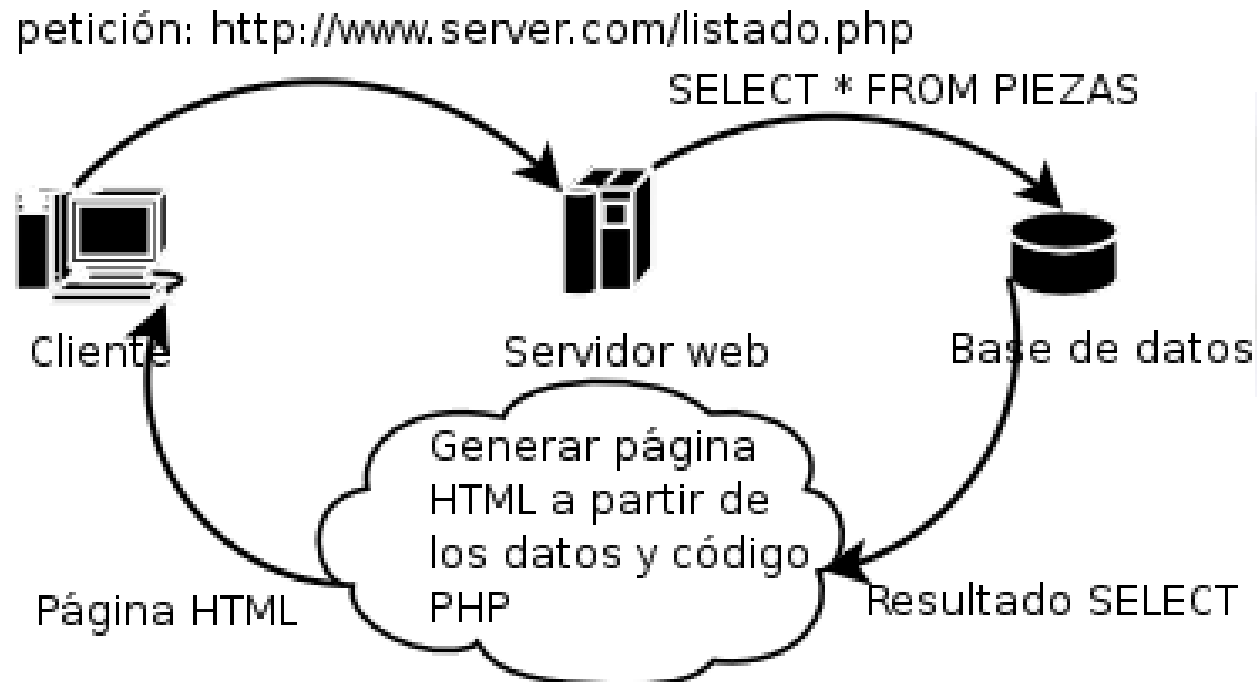 petición: http://www.server.com/listado.php
SELECT * FROM PIEZAS
Cliente
Servidor web
Base de datos
Generar página
HTML a partir de
los datos y código
PHP
Página HTML
Resultado SELECT